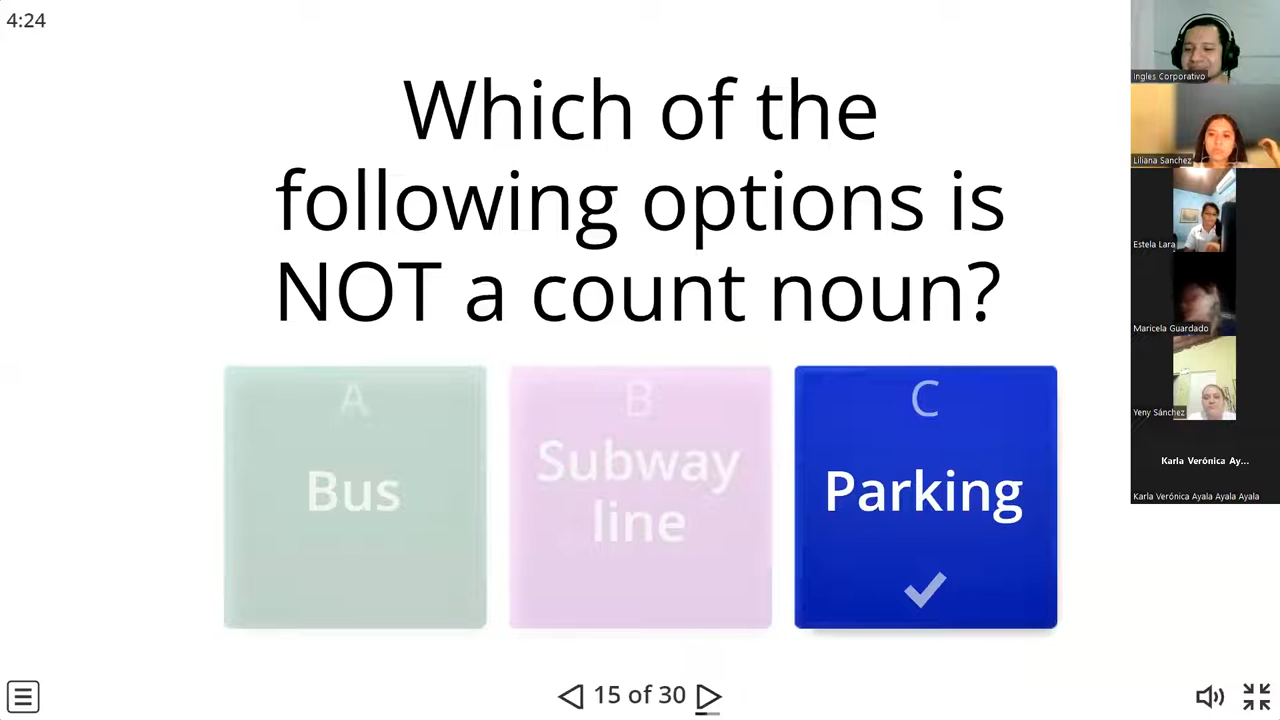 4:24
Which of the
following options is
NOT a count noun?
A
Bus
B
Subway
line
C
Parking
15 of 30
Ingles Corporativo
Liliana Sanchez
Estela Lara
Maricela Guardado
Yeny Sánchez
Karla Verónica Ay...
Karla Verónica Ayala Ayala Ayala